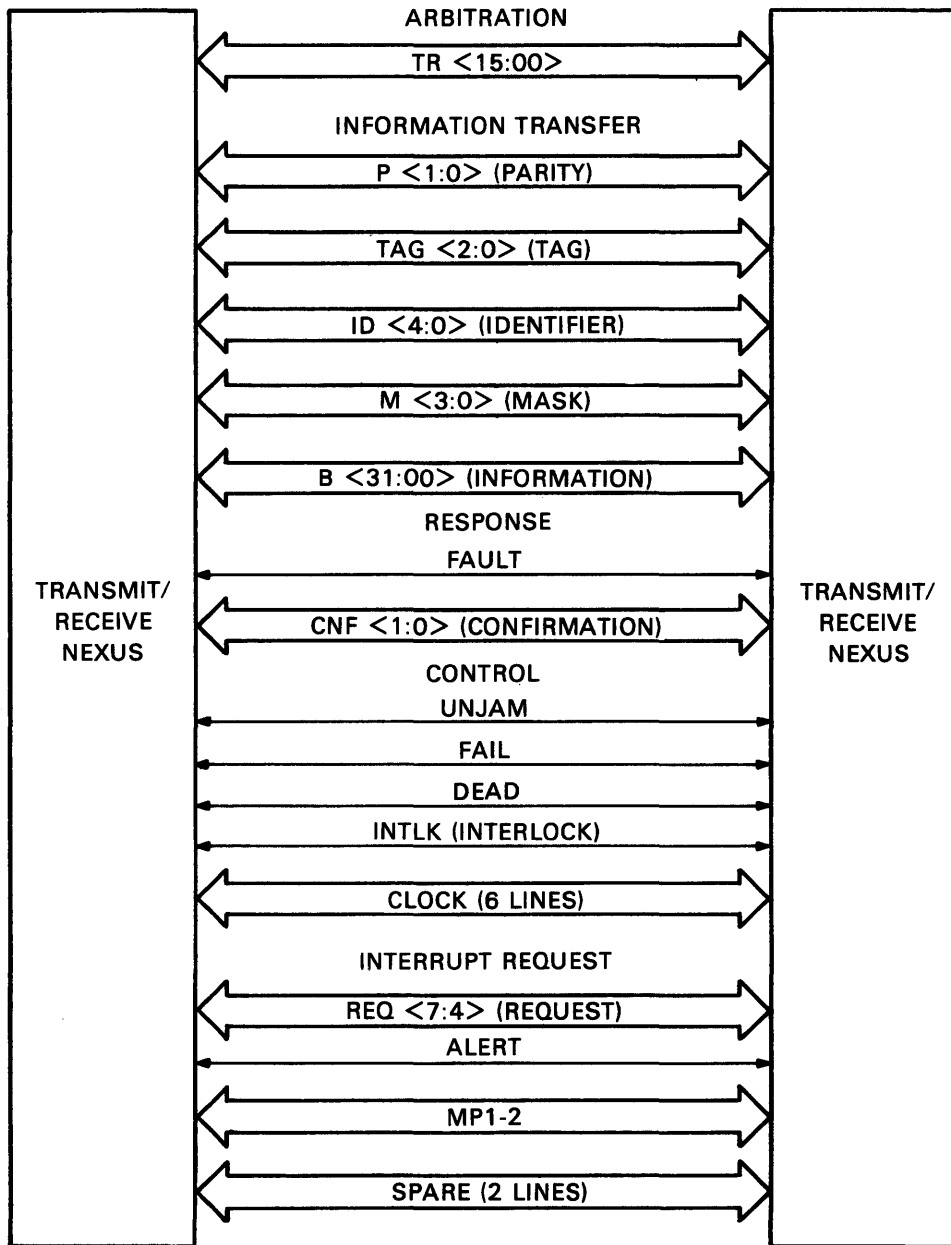 ARBITRATION
TR <15:00>
INFORMATION TRANSFER
P <1:0> (PARITY)
TAG <2:0> (TAG)
ID <4:0> (IDENTIFIER)
M <3:0> (MASK)
B <31:00> (INFORMATION)
RESPONSE
FAULT
TRANSMIT/
RECEIVE
NEXUS
CNF <1:0> (CONFIRMATION)
TRANSMIT/
RECEIVE
NEXUS
CONTROL
UNJAM
FAIL
DEAD
INTLK (INTERLOCK)
CLOCK (6 LINES)
INTERRUPT REQUEST
REQ <7:4> (REQUEST)
ALERT
MP1-2
SPARE (2 LINES)